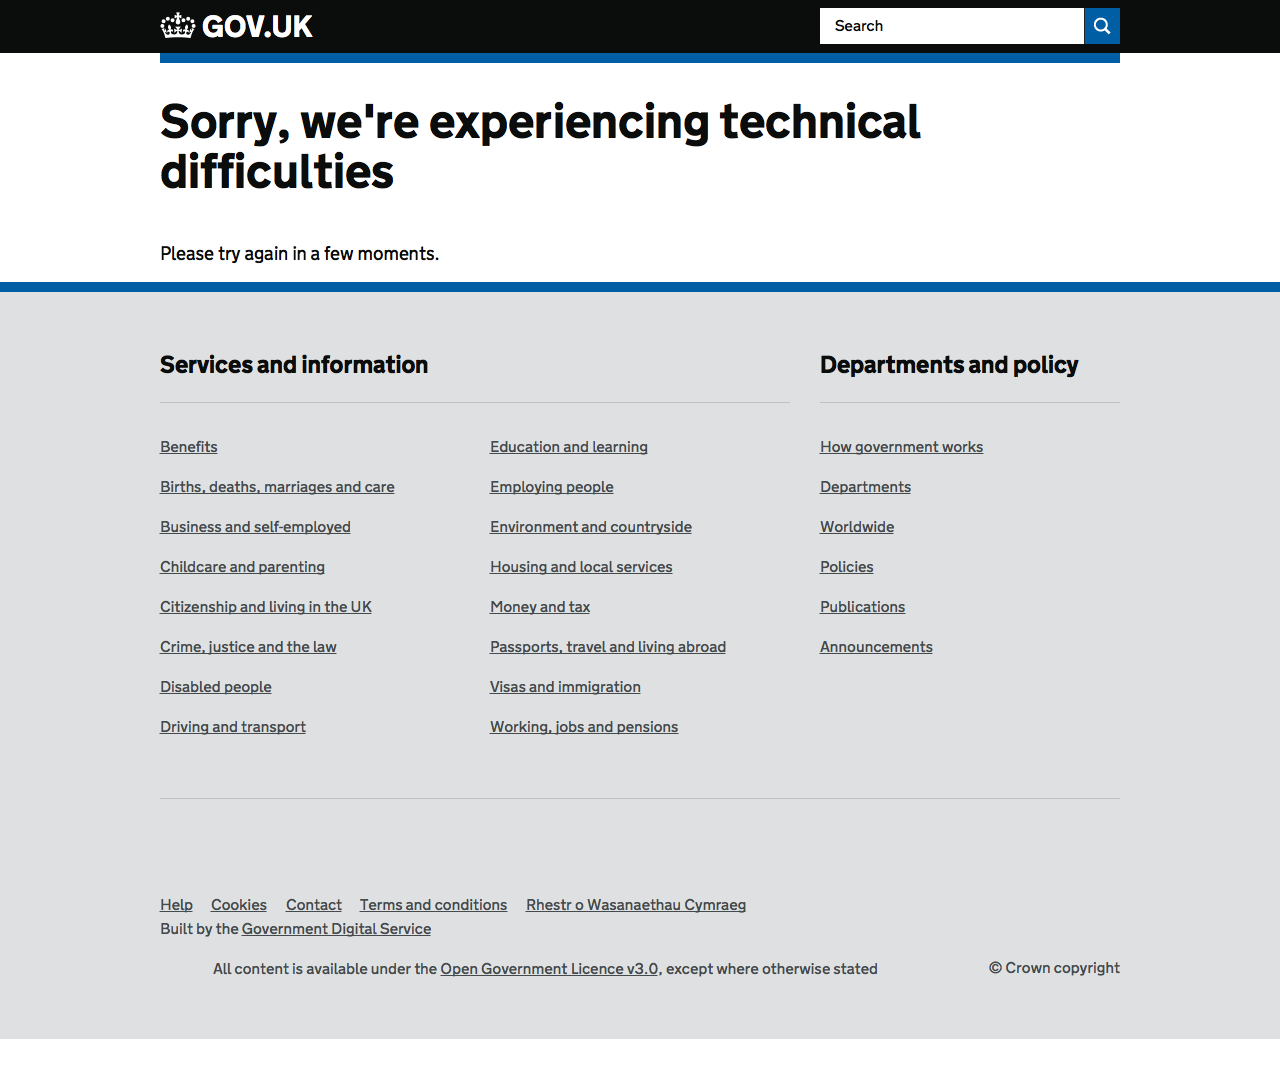 GOV.UK
Search
Sorry, we're experiencing technical
difficulties
Please try again in a few moments.
Services and information
Benefits
Births, deaths, marriages and care
Business and self-employed
Childcare and parenting
Citizenship and living in the UK
Crime, justice and the law
Disabled people
Driving and transport
Education and learning
Employing people
Environment and countryside
Housing and local services
Money and tax
Passports, travel and living abroad
Visas and immigration
Working, jobs and pensions
Departments and policy
How government works
Departments
Worldwide
Policies
Publications
Announcements
Help Cookies Contact Terms and conditions Rhestr o Wasanaethau Cymraeg
Built by the Government Digital Service
All content is available under the Open Government Licence v3.0, except where otherwise stated
© Crown copyright